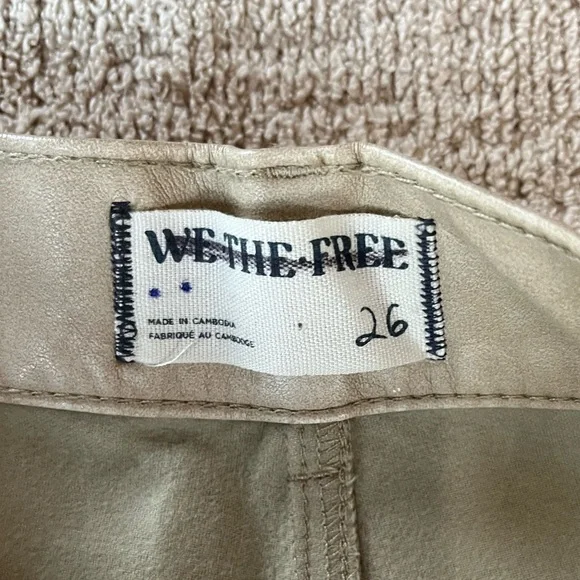 WE•THE•FREE
MADE IN CAMBODIA
FABRIQUÉ AU CAMBODGE
26